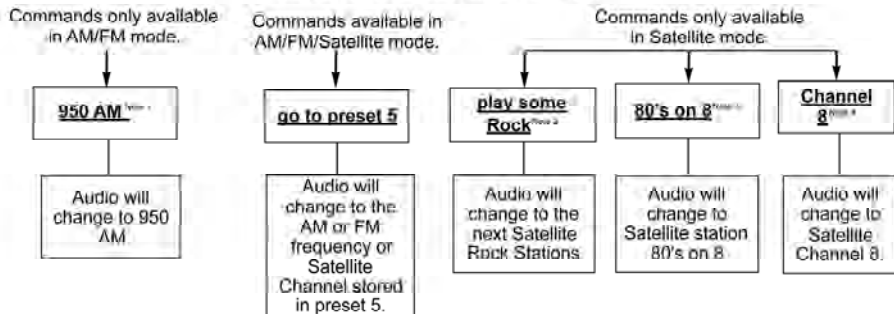 Commands only available
in AM/FM mode.
Commands available in
AM/FM/Satellite mode.
Commands only available
in Satellite mode.
950 AM
go to preset 5
play some
Rock
80's on 8
Channel
8
Audio will
change to 950
AM
Audio will
change to the
AM or FM
frequency or
Satellite
Channel stored
in preset 5.
Audio will
change to the
next Satellite
Rock Stations
Audio will
change to
Satellite station
80's on 8
Audio will
change to
Satellite
Channel 8.